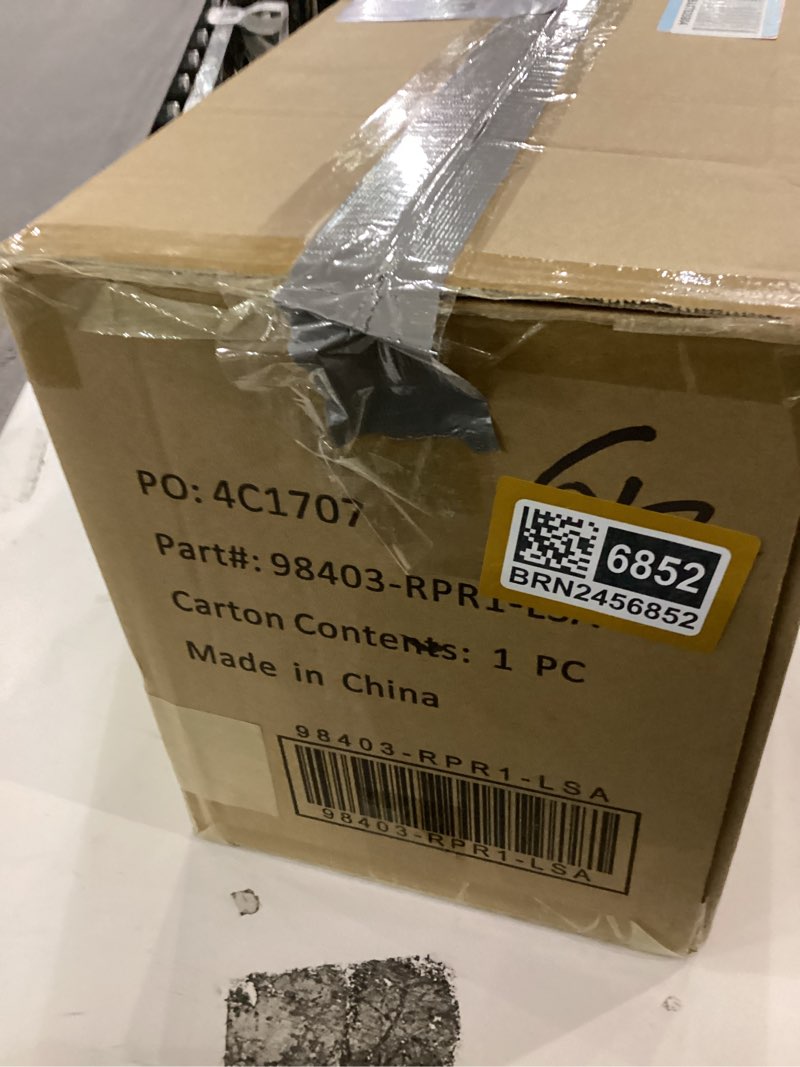 PO: 4C1707
6852
BRN2456852
Part#: 98403-RPR1-LSA
Carton Contents: 1 PC
Made in China
98403-RPR1-LSA
98403-RPR1-LSA